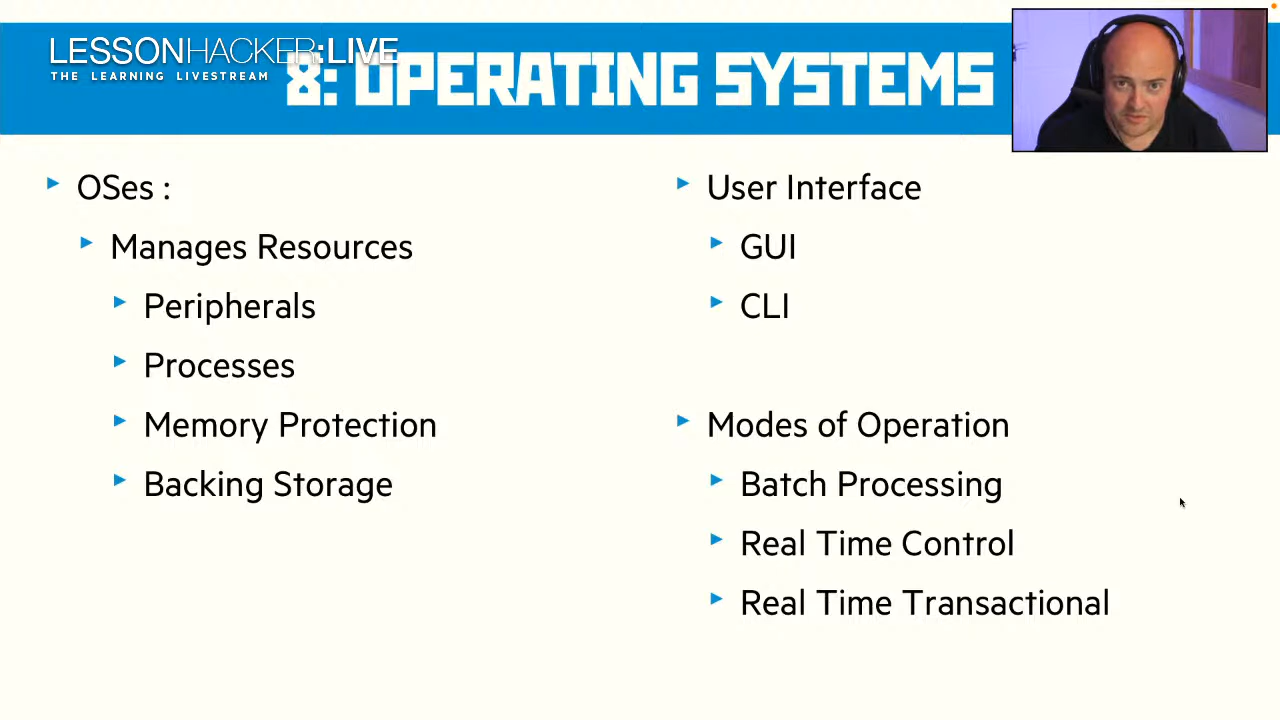 LESSONHACKER:LIVE
THE LEARNING LIVESTREAM
8: OPERATING SYSTEMS
OSes :
Manages Resources
Peripherals
Processes
Memory Protection
Backing Storage
User Interface
GUI
CLI
Modes of Operation
Batch Processing
Real Time Control
Real Time Transactional